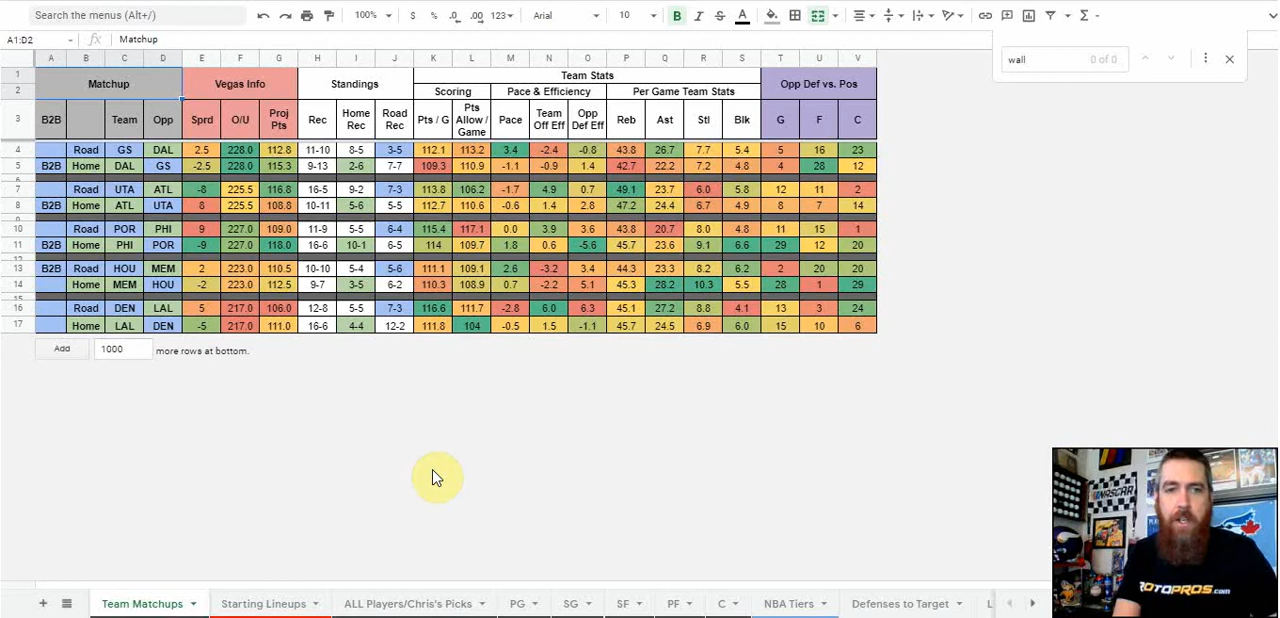 Search the menus (Alt+/)
100%
$ % .0 .00 123
Arial
10
B I S A
A1:D2
fx Matchup
wall 0 of 0
A B C D E F G H I J K L M N O P Q R S T U V
1 Matchup Vegas Info Standings Team Stats Opp Def vs. Pos
2 Scoring Pace & Efficiency Per Game Team Stats
3 B2B Team Opp Sprd O/U Proj Pts Rec Home Rec Road Rec Pts / G Pts Allow / Game Pace Team Off Eff Opp Def Eff Reb Ast Stl Blk G F C
4 Road GS DAL 2.5 228.0 112.8 11-10 8-5 3-5 112.1 113.2 3.4 -2.4 -0.8 43.8 26.7 7.7 5.4 5 16 23
5 B2B Home DAL GS -2.5 228.0 115.3 9-13 2-6 7-7 109.3 110.9 -1.1 -0.9 1.4 42.7 22.2 7.2 4.8 4 28 12
7 Road UTA ATL -8 225.5 116.8 16-5 9-2 7-3 113.8 106.2 -1.7 4.9 0.7 49.1 23.7 6.0 5.8 12 11 2
8 B2B Home ATL UTA 8 225.5 108.8 10-11 5-6 5-5 112.7 110.6 -0.6 1.4 2.8 47.2 24.4 6.7 4.9 8 7 14
10 Road POR PHI 9 227.0 109.0 11-9 5-5 6-4 115.4 117.1 0.0 3.9 3.6 43.8 20.7 8.0 4.8 11 15 1
11 B2B Home PHI POR -9 227.0 118.0 16-6 10-1 6-5 114 109.7 1.8 0.6 -5.6 45.7 23.6 9.1 6.6 29 12 20
13 B2B Road HOU MEM 2 223.0 110.5 10-10 5-4 5-6 111.1 109.1 2.6 -3.2 3.4 44.3 23.3 8.2 6.2 2 20 20
14 Home MEM HOU -2 223.0 112.5 9-7 3-5 6-2 110.3 108.9 0.7 -2.2 5.1 45.3 28.2 10.3 5.5 28 1 29
16 Road DEN LAL 5 217.0 106.0 12-8 5-5 7-3 116.6 111.7 -2.8 6.0 6.3 45.1 27.2 8.8 4.1 13 3 24
17 Home LAL DEN -5 217.0 111.0 16-6 4-4 12-2 111.8 104 -0.5 1.5 -1.1 45.7 24.5 6.9 6.0 15 10 6
Add 1000 more rows at bottom.
NASCAR
ROTOPROS.com
+ Team Matchups Starting Lineups ALL Players/Chris's Picks PG SG SF PF C NBA Tiers Defenses to Target L